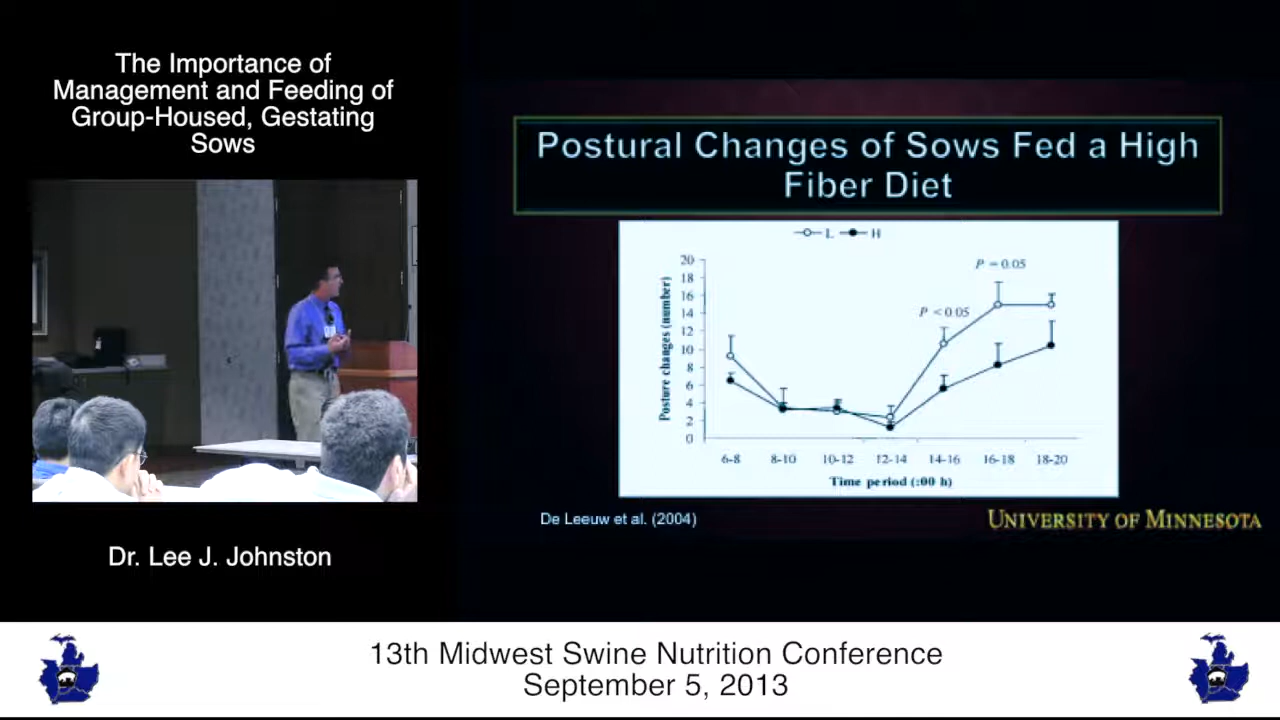 The Importance of
Management and Feeding of
Group-Housed, Gestating
Sows
Dr. Lee J. Johnston
Postural Changes of Sows Fed a High
Fiber Diet
L H
Posture changes (number)
20
18
16
14
12
10
8
6
4
2
0
P = 0.05
P < 0.05
6-8 8-10 10-12 12-14 14-16 16-18 18-20
Time period (:00 h)
De Leeuw et al. (2004)
UNIVERSITY OF MINNESOTA
13th Midwest Swine Nutrition Conference
September 5, 2013